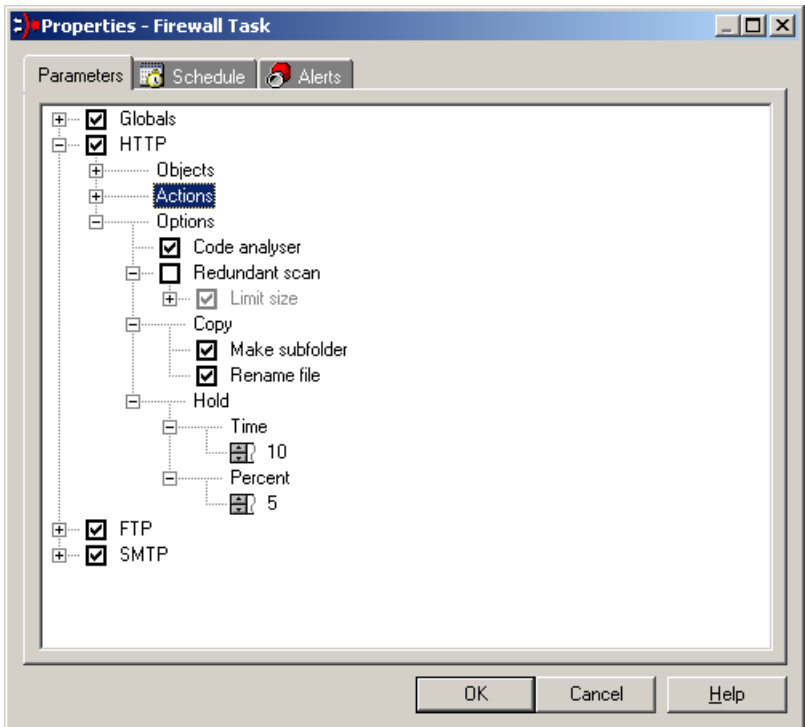 Properties - Firewall Task
Parameters Schedule Alerts
Globals
HTTP
Objects
Actions
Options
Code analyser
Redundant scan
Limit size
Copy
Make subfolder
Rename file
Hold
Time
10
Percent
5
FTP
SMTP
OK Cancel Help